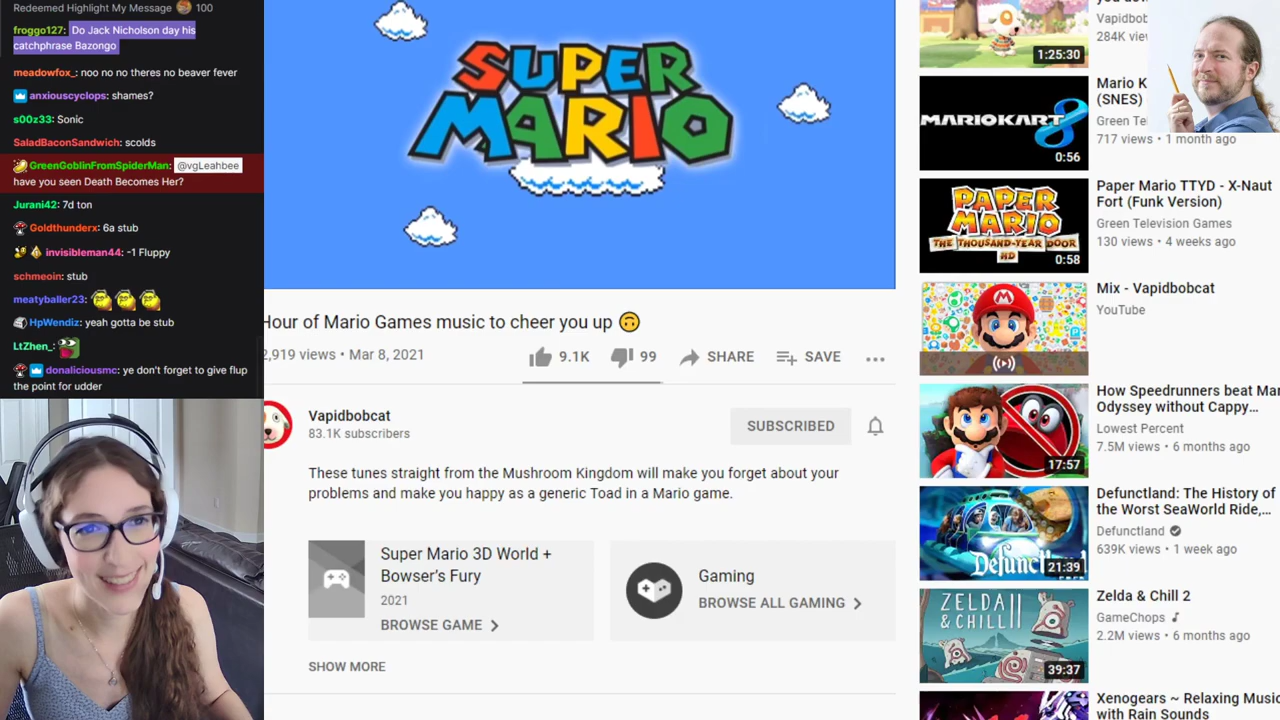 Redeemed Highlight My Message 100
froggo127: Do Jack Nicholson day his
catchphrase Bazongo
meadowfox_: noo no no theres no beaver fever
anxiouscyclops: shames?
s00z33: Sonic
SaladBaconSandwich: scolds
GreenGoblinFromSpiderMan: @vgLeahbee
have you seen Death Becomes Her?
Jurani42: 7d ton
Goldthunderx: 6a stub
invisibleman44: -1 Fluppy
schmeoin: stub
meatyballer23:
HpWendiz: yeah gotta be stub
LtZhen_:
donaliciousmc: ye don't forget to give flup
the point for udder
SUPER
MARIO
Hour of Mario Games music to cheer you up
2,919 views • Mar 8, 2021
9.1K
99
SHARE
SAVE
Vapidbobcat
83.1K subscribers
SUBSCRIBED
These tunes straight from the Mushroom Kingdom will make you forget about your
problems and make you happy as a generic Toad in a Mario game.
Super Mario 3D World +
Bowser's Fury
2021
BROWSE GAME
Gaming
BROWSE ALL GAMING
SHOW MORE
1:25:30
Vapidbob
284K vie
MARIOKART 8
0:56
Mario K
(SNES)
Green Tel
717 views • 1 month ago
PAPER
MARIO
THE THOUSAND-YEAR DOOR
HD
0:58
Paper Mario TTYD - X-Naut
Fort (Funk Version)
Green Television Games
130 views • 4 weeks ago
Mix - Vapidbobcat
YouTube
17:57
How Speedrunners beat Mar
Odyssey without Cappy…
Lowest Percent
7.5M views • 6 months ago
Defunctland
21:39
Defunctland: The History of
the Worst SeaWorld Ride,…
Defunctland
639K views • 1 week ago
ZELDA
& CHILL II
39:37
Zelda & Chill 2
GameChops
2.2M views • 6 months ago
Xenogears ~ Relaxing Music
with Rain Sounds